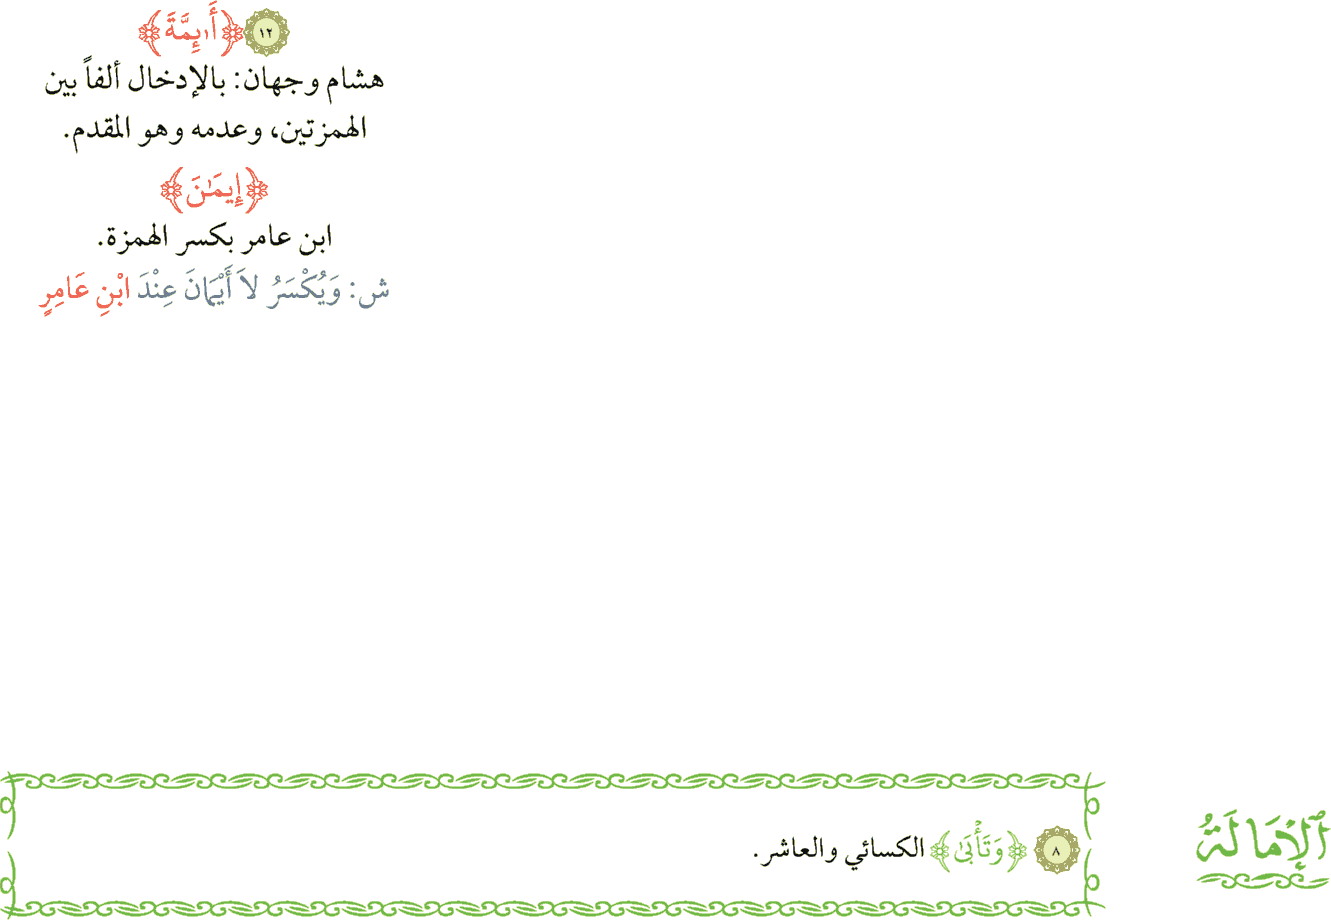 ١٢ ﴿أَاٰئِمَّةَ﴾
هشام وجهان: بالإدخال ألفاً بين
الهمزتين، وعدمه وهو المقدم.
﴿إِيمَٰنَ﴾
ابن عامر بكسر الهمزة.
ش: وَيُكْسَرُ لاَ أَيْمَانَ عِنْدَ ابْنِ عَامِرٍ
ٱلْإِمَالَةُ
٨ ﴿وَتَأْبَىٰ﴾ الكسائي والعاشر.